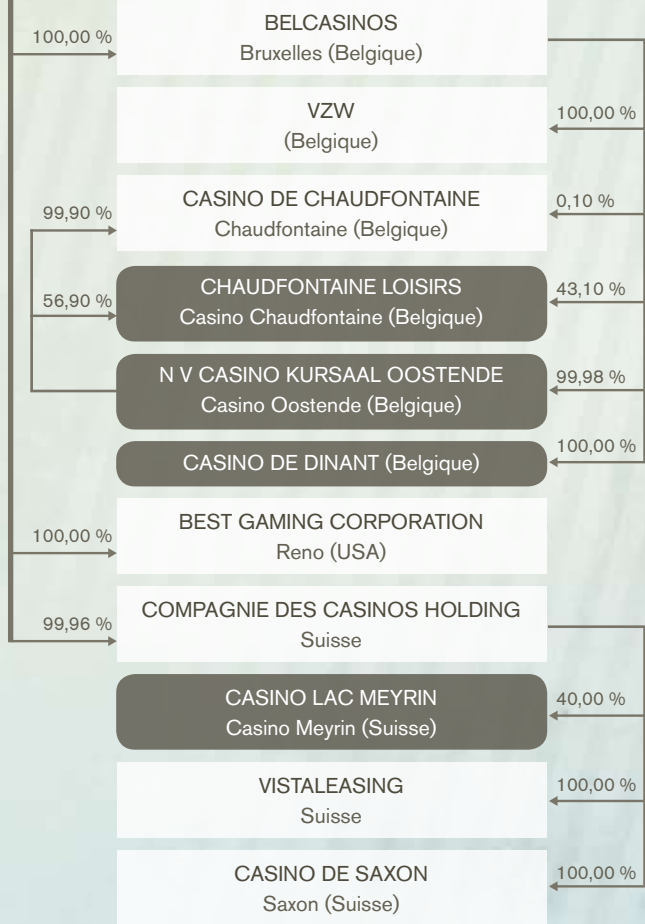 100,00 %
BELCASINOS
Bruxelles (Belgique)
VZW
(Belgique)
100,00 %
99,90 %
CASINO DE CHAUDFONTAINE
Chaudfontaine (Belgique)
0,10 %
56,90 %
CHAUDFONTAINE LOISIRS
Casino Chaudfontaine (Belgique)
43,10 %
N V CASINO KURSAAL OOSTENDE
Casino Oostende (Belgique)
99,98 %
CASINO DE DINANT (Belgique)
100,00 %
100,00 %
BEST GAMING CORPORATION
Reno (USA)
99,96 %
COMPAGNIE DES CASINOS HOLDING
Suisse
CASINO LAC MEYRIN
Casino Meyrin (Suisse)
40,00 %
VISTALEASING
Suisse
100,00 %
CASINO DE SAXON
Saxon (Suisse)
100,00 %